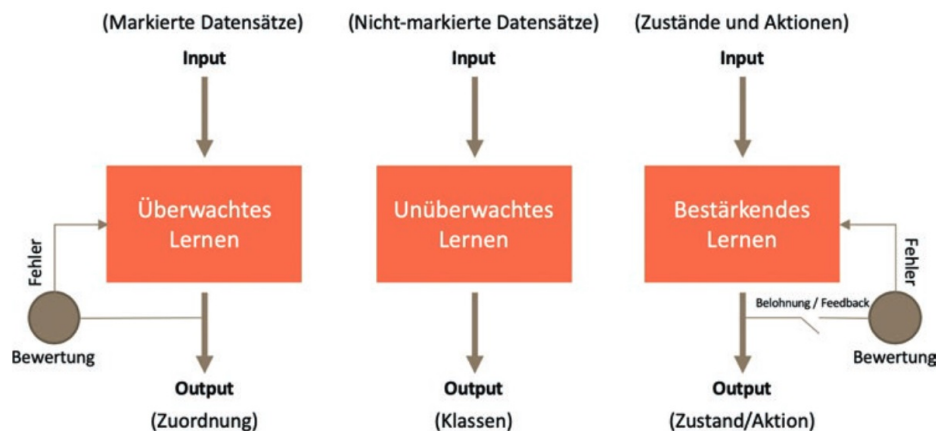 (Markierte Datensätze)
Input
Überwachtes
Lernen
Fehler
Bewertung
Output
(Zuordnung)
(Nicht-markierte Datensätze)
Input
Unüberwachtes
Lernen
Output
(Klassen)
(Zustände und Aktionen)
Input
Bestärkendes
Lernen
Fehler
Belohnung / Feedback
Bewertung
Output
(Zustand/Aktion)